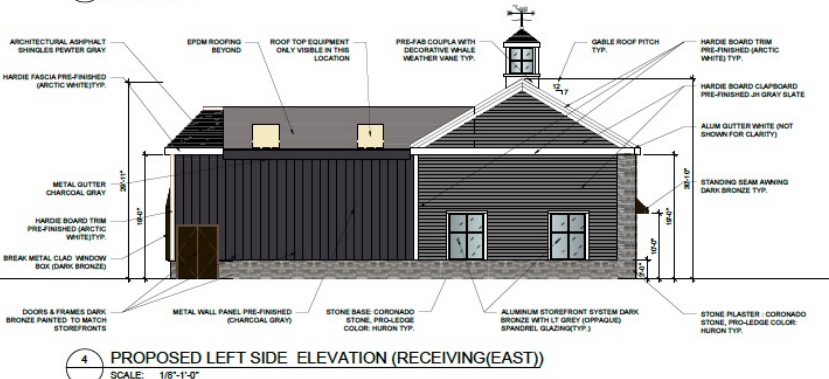 ARCHITECTURAL ASHPHALT
SHINGLES PEWTER GRAY
HARDIE FASCIA PRE-FINISHED
(ARCTIC WHITE)TYP.
EPDM ROOFING
BEYOND
ROOF TOP EQUIPMENT
ONLY VISIBLE IN THIS
LOCATION
PRE-FAB COUPLA WITH
DECORATIVE WHALE
WEATHER VANE TYP.
GABLE ROOF PITCH
TYP.
12
7
HARDIE BOARD TRIM
PRE-FINISHED (ARCTIC
WHITE) TYP.
HARDIE BOARD CLAPBOARD
PRE-FINISHED JH GRAY SLATE
ALUM GUTTER WHITE (NOT
SHOWN FOR CLARITY)
STANDING SEAM AWNING
DARK BRONZE TYP.
METAL GUTTER
CHARCOAL GRAY
HARDIE BOARD TRIM
PRE-FINISHED (ARCTIC
WHITE)TYP.
BREAK METAL CLAD WINDOW
BOX (DARK BRONZE)
DOORS & FRAMES DARK
BRONZE PAINTED TO MATCH
STOREFRONTS
METAL WALL PANEL PRE-FINISHED
(CHARCOAL GRAY)
STONE BASE: CORONADO
STONE, PRO-LEDGE
COLOR: HURON TYP.
ALUMINUM STOREFRONT SYSTEM DARK
BRONZE WITH LT GREY (OPPAQUE)
SPANDREL GLAZING(TYP.)
STONE PILASTER : CORONADO
STONE, PRO-LEDGE COLOR:
HURON TYP.
4
PROPOSED LEFT SIDE ELEVATION (RECEIVING(EAST))
SCALE: 1/8"-1'-0"